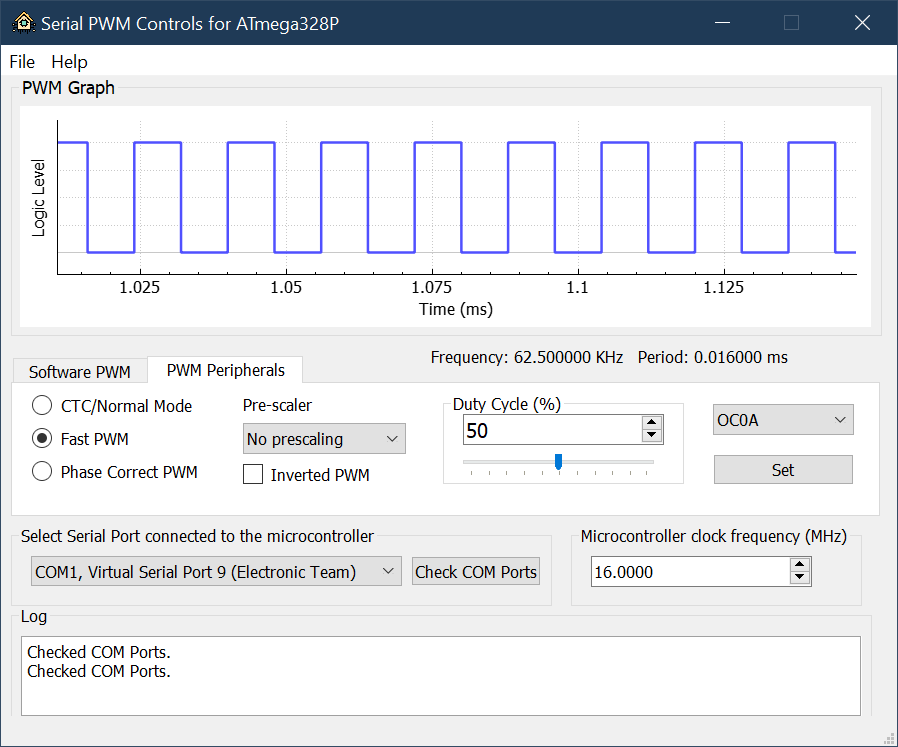 Serial PWM Controls for ATmega328P
File Help
PWM Graph
Logic Level
1.025 1.05 1.075 1.1 1.125
Time (ms)
Frequency: 62.500000 KHz Period: 0.016000 ms
Software PWM PWM Peripherals
CTC/Normal Mode Pre-scaler Duty Cycle (%)
Fast PWM No prescaling 50 OC0A
Phase Correct PWM Inverted PWM Set
Select Serial Port connected to the microcontroller Microcontroller clock frequency (MHz)
COM1, Virtual Serial Port 9 (Electronic Team) Check COM Ports 16.0000
Log
Checked COM Ports.
Checked COM Ports.